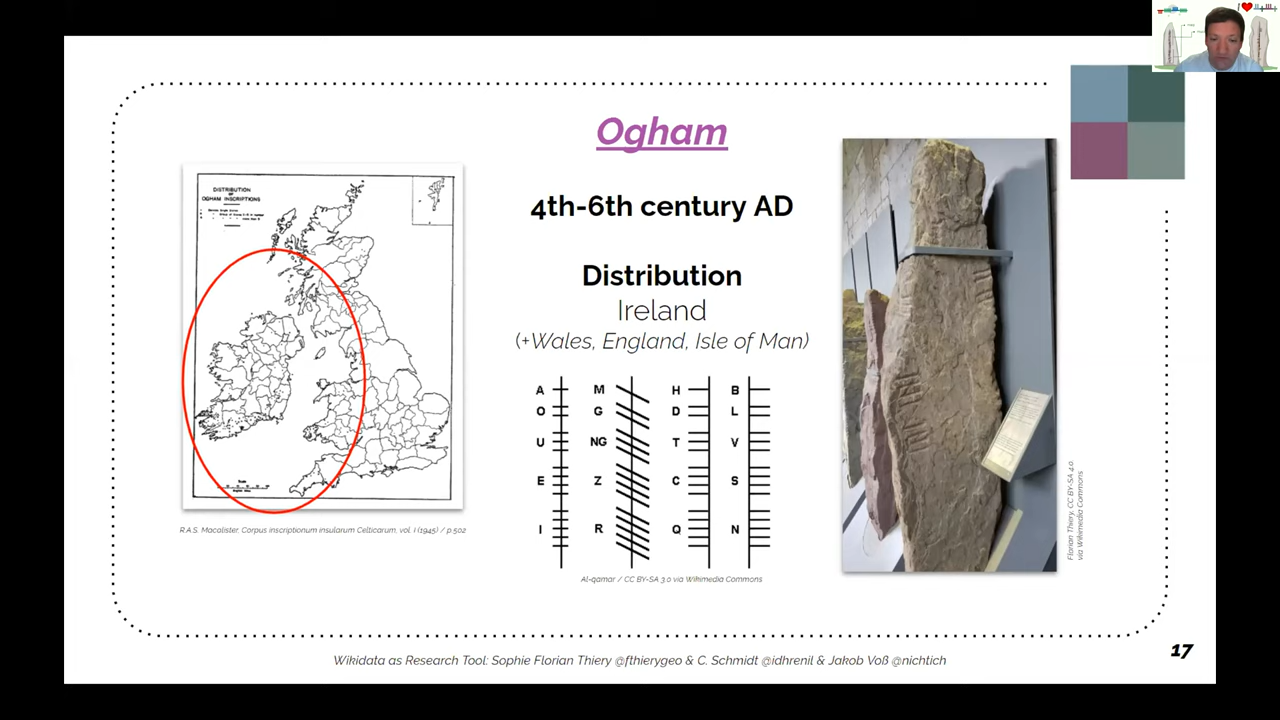 Ogham
4th-6th century AD
Distribution
Ireland
(+Wales, England, Isle of Man)
DISTRIBUTION
OF
OGHAM INSCRIPTIONS
R.A.S. Macalister, Corpus inscriptionum insularum Celticarum, vol. I (1945) / p 502
A M H B
O G D L
U NG T V
E Z C S
I R Q N
Al-qamar / CC BY-SA 3.0 via Wikimedia Commons
Florian Thiery, CC BY-SA 4.0
via Wikimedia Commons
Wikidata as Research Tool: Sophie Florian Thiery @fthierygeo & C. Schmidt @idhrenil & Jakob Voß @nichtich
17